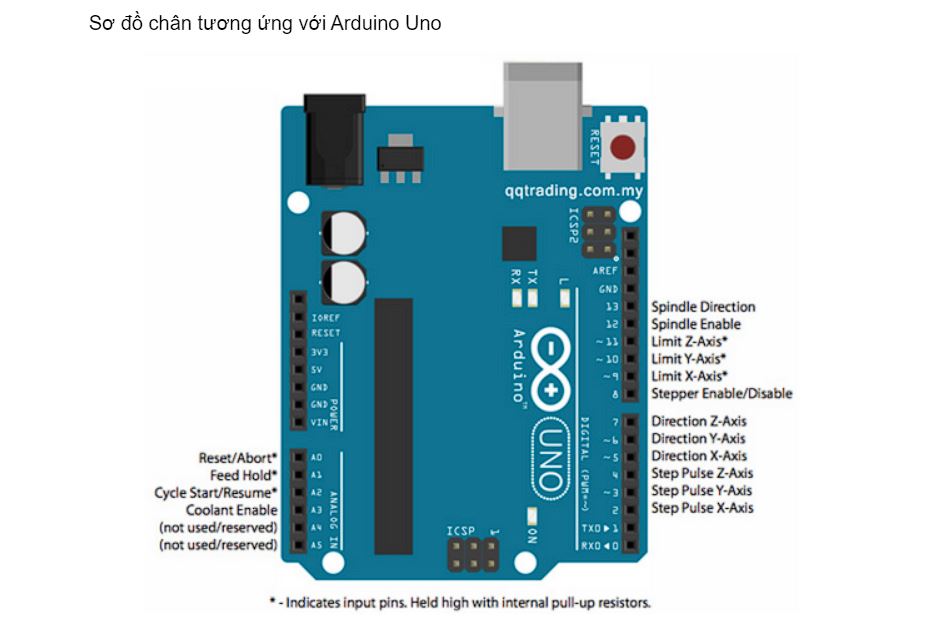 Sơ đồ chân tương ứng với Arduino Uno
RESET
qqtrading.com.my
ICSP2
RX
TX
L
AREF
GND
13 Spindle Direction
12 Spindle Enable
~11 Limit Z-Axis*
~10 Limit Y-Axis*
~9 Limit X-Axis*
8 Stepper Enable/Disable
7 Direction Z-Axis
~6 Direction Y-Axis
~5 Direction X-Axis
4 Step Pulse Z-Axis
~3 Step Pulse Y-Axis
2 Step Pulse X-Axis
TX0▶1
RX0◀0
DIGITAL (PWM=~)
Arduino™
UNO
IOREF
RESET
3V3
5V
GND
GND
VIN
POWER
Reset/Abort* A0
Feed Hold* A1
Cycle Start/Resume* A2
Coolant Enable A3
(not used/reserved) A4
(not used/reserved) A5
ANALOG IN
ICSP
1
ON
* - Indicates input pins. Held high with internal pull-up resistors.